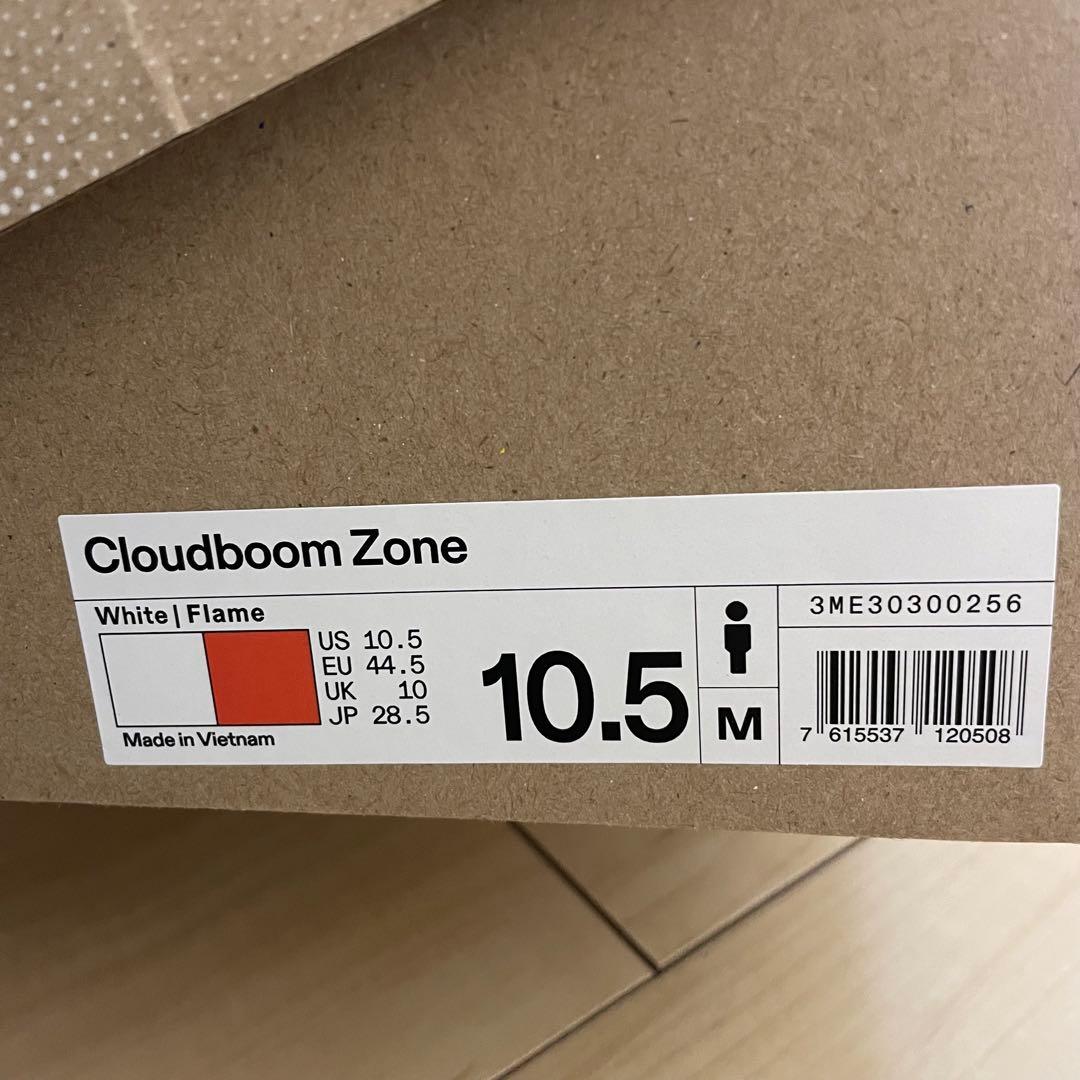 Cloudboom Zone
White | Flame
US 10.5
EU 44.5
UK 10
JP 28.5
Made in Vietnam
10.5
M
3ME30300256
7 615537 120508